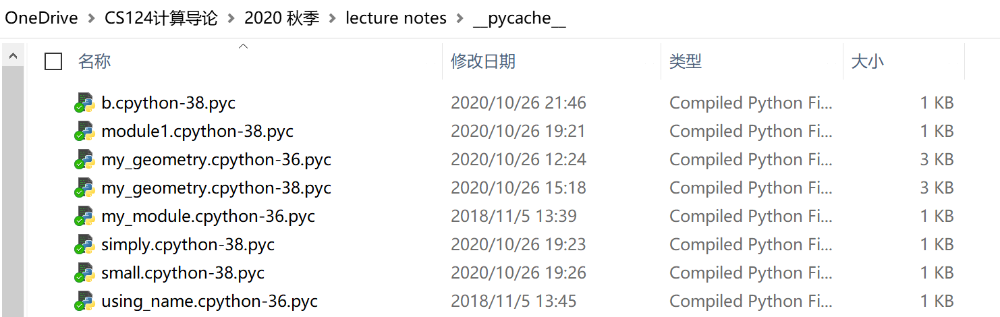 OneDrive > CS124计算导论 > 2020 秋季 > lecture notes > __pycache__
名称 修改日期 类型 大小
b.cpython-38.pyc 2020/10/26 21:46 Compiled Python Fi... 1 KB
module1.cpython-38.pyc 2020/10/26 19:21 Compiled Python Fi... 1 KB
my_geometry.cpython-36.pyc 2020/10/26 12:24 Compiled Python Fi... 3 KB
my_geometry.cpython-38.pyc 2020/10/26 15:18 Compiled Python Fi... 3 KB
my_module.cpython-36.pyc 2018/11/5 13:39 Compiled Python Fi... 1 KB
simply.cpython-38.pyc 2020/10/26 19:23 Compiled Python Fi... 1 KB
small.cpython-38.pyc 2020/10/26 19:26 Compiled Python Fi... 1 KB
using_name.cpython-36.pyc 2018/11/5 13:45 Compiled Python Fi... 1 KB